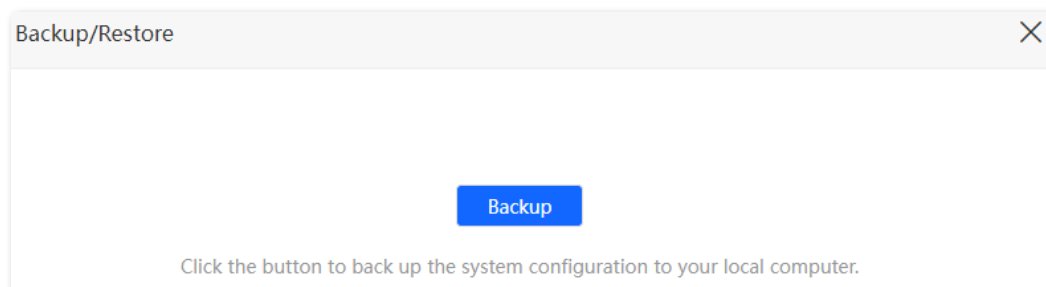 Backup/Restore
Backup
Click the button to back up the system configuration to your local computer.